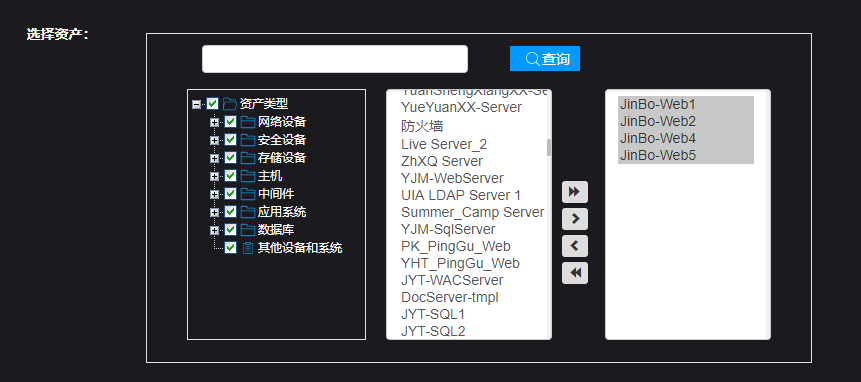 选择资产：
查询
资产类型
网络设备
安全设备
存储设备
主机
中间件
应用系统
数据库
其他设备和系统
YuanShengXiangXX-Se
YueYuanXX-Server
防火墙
Live Server_2
ZhXQ Server
YJM-WebServer
UIA LDAP Server 1
Summer_Camp Server
YJM-SqlServer
PK_PingGu_Web
YHT_PingGu_Web
JYT-WACServer
DocServer-tmpl
JYT-SQL1
JYT-SQL2
JinBo-Web1
JinBo-Web2
JinBo-Web4
JinBo-Web5